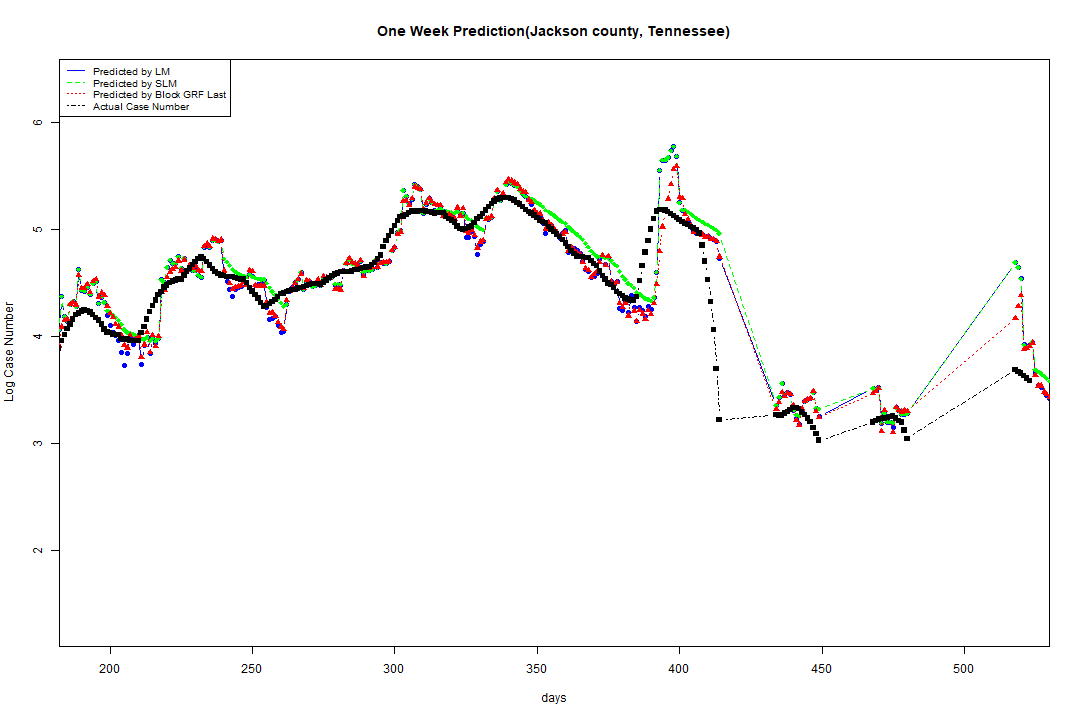 One Week Prediction(Jackson county, Tennessee)
Predicted by LM
Predicted by SLM
Predicted by Block GRF Last
Actual Case Number
6
5
4
3
2
Log Case Number
200 250 300 350 400 450 500
days